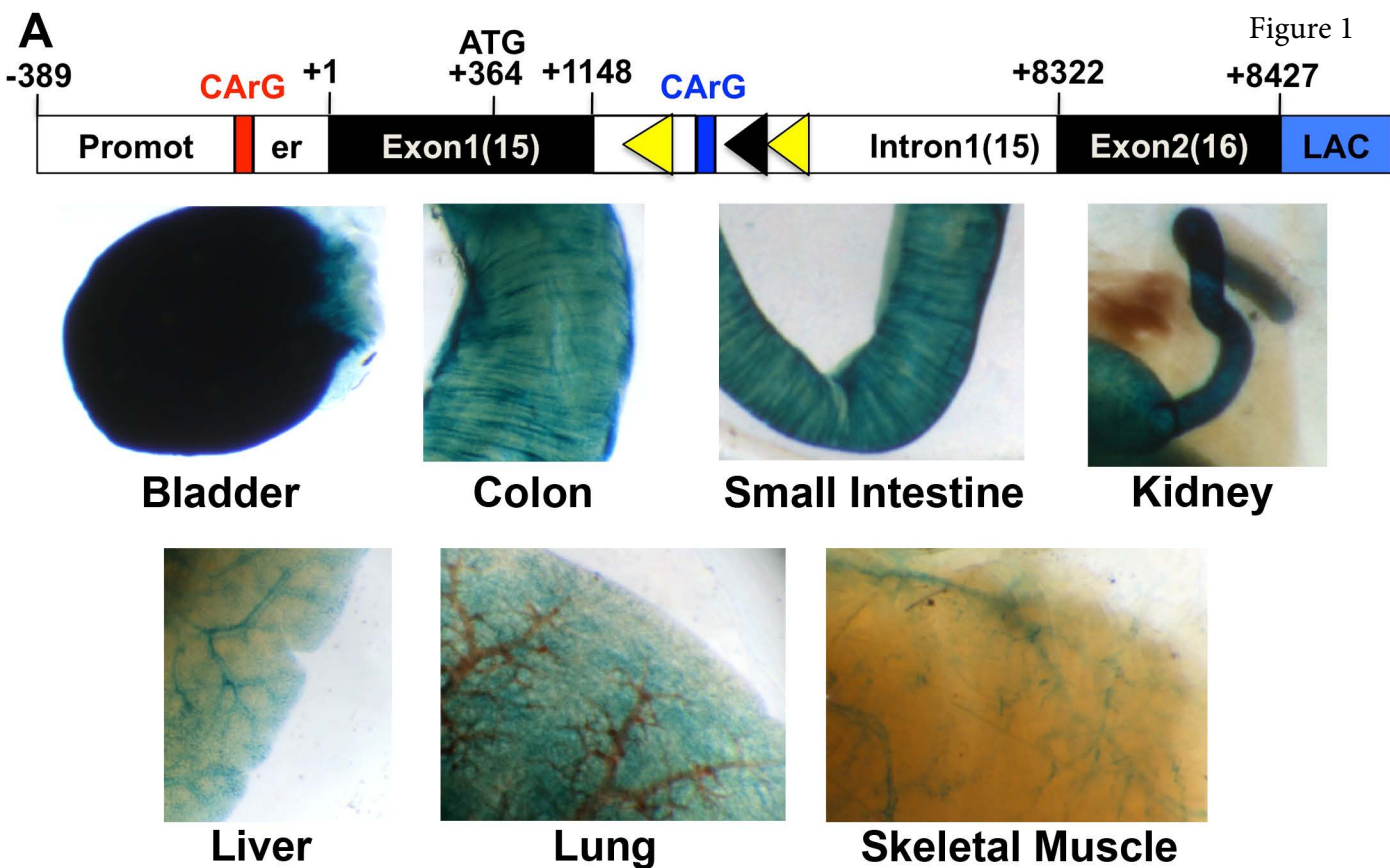 A
Figure 1
ATG
-389 CArG +1 +364 +1148 CArG +8322 +8427
Promot er Exon1(15) Intron1(15) Exon2(16) LAC
Bladder Colon Small Intestine Kidney
Liver Lung Skeletal Muscle